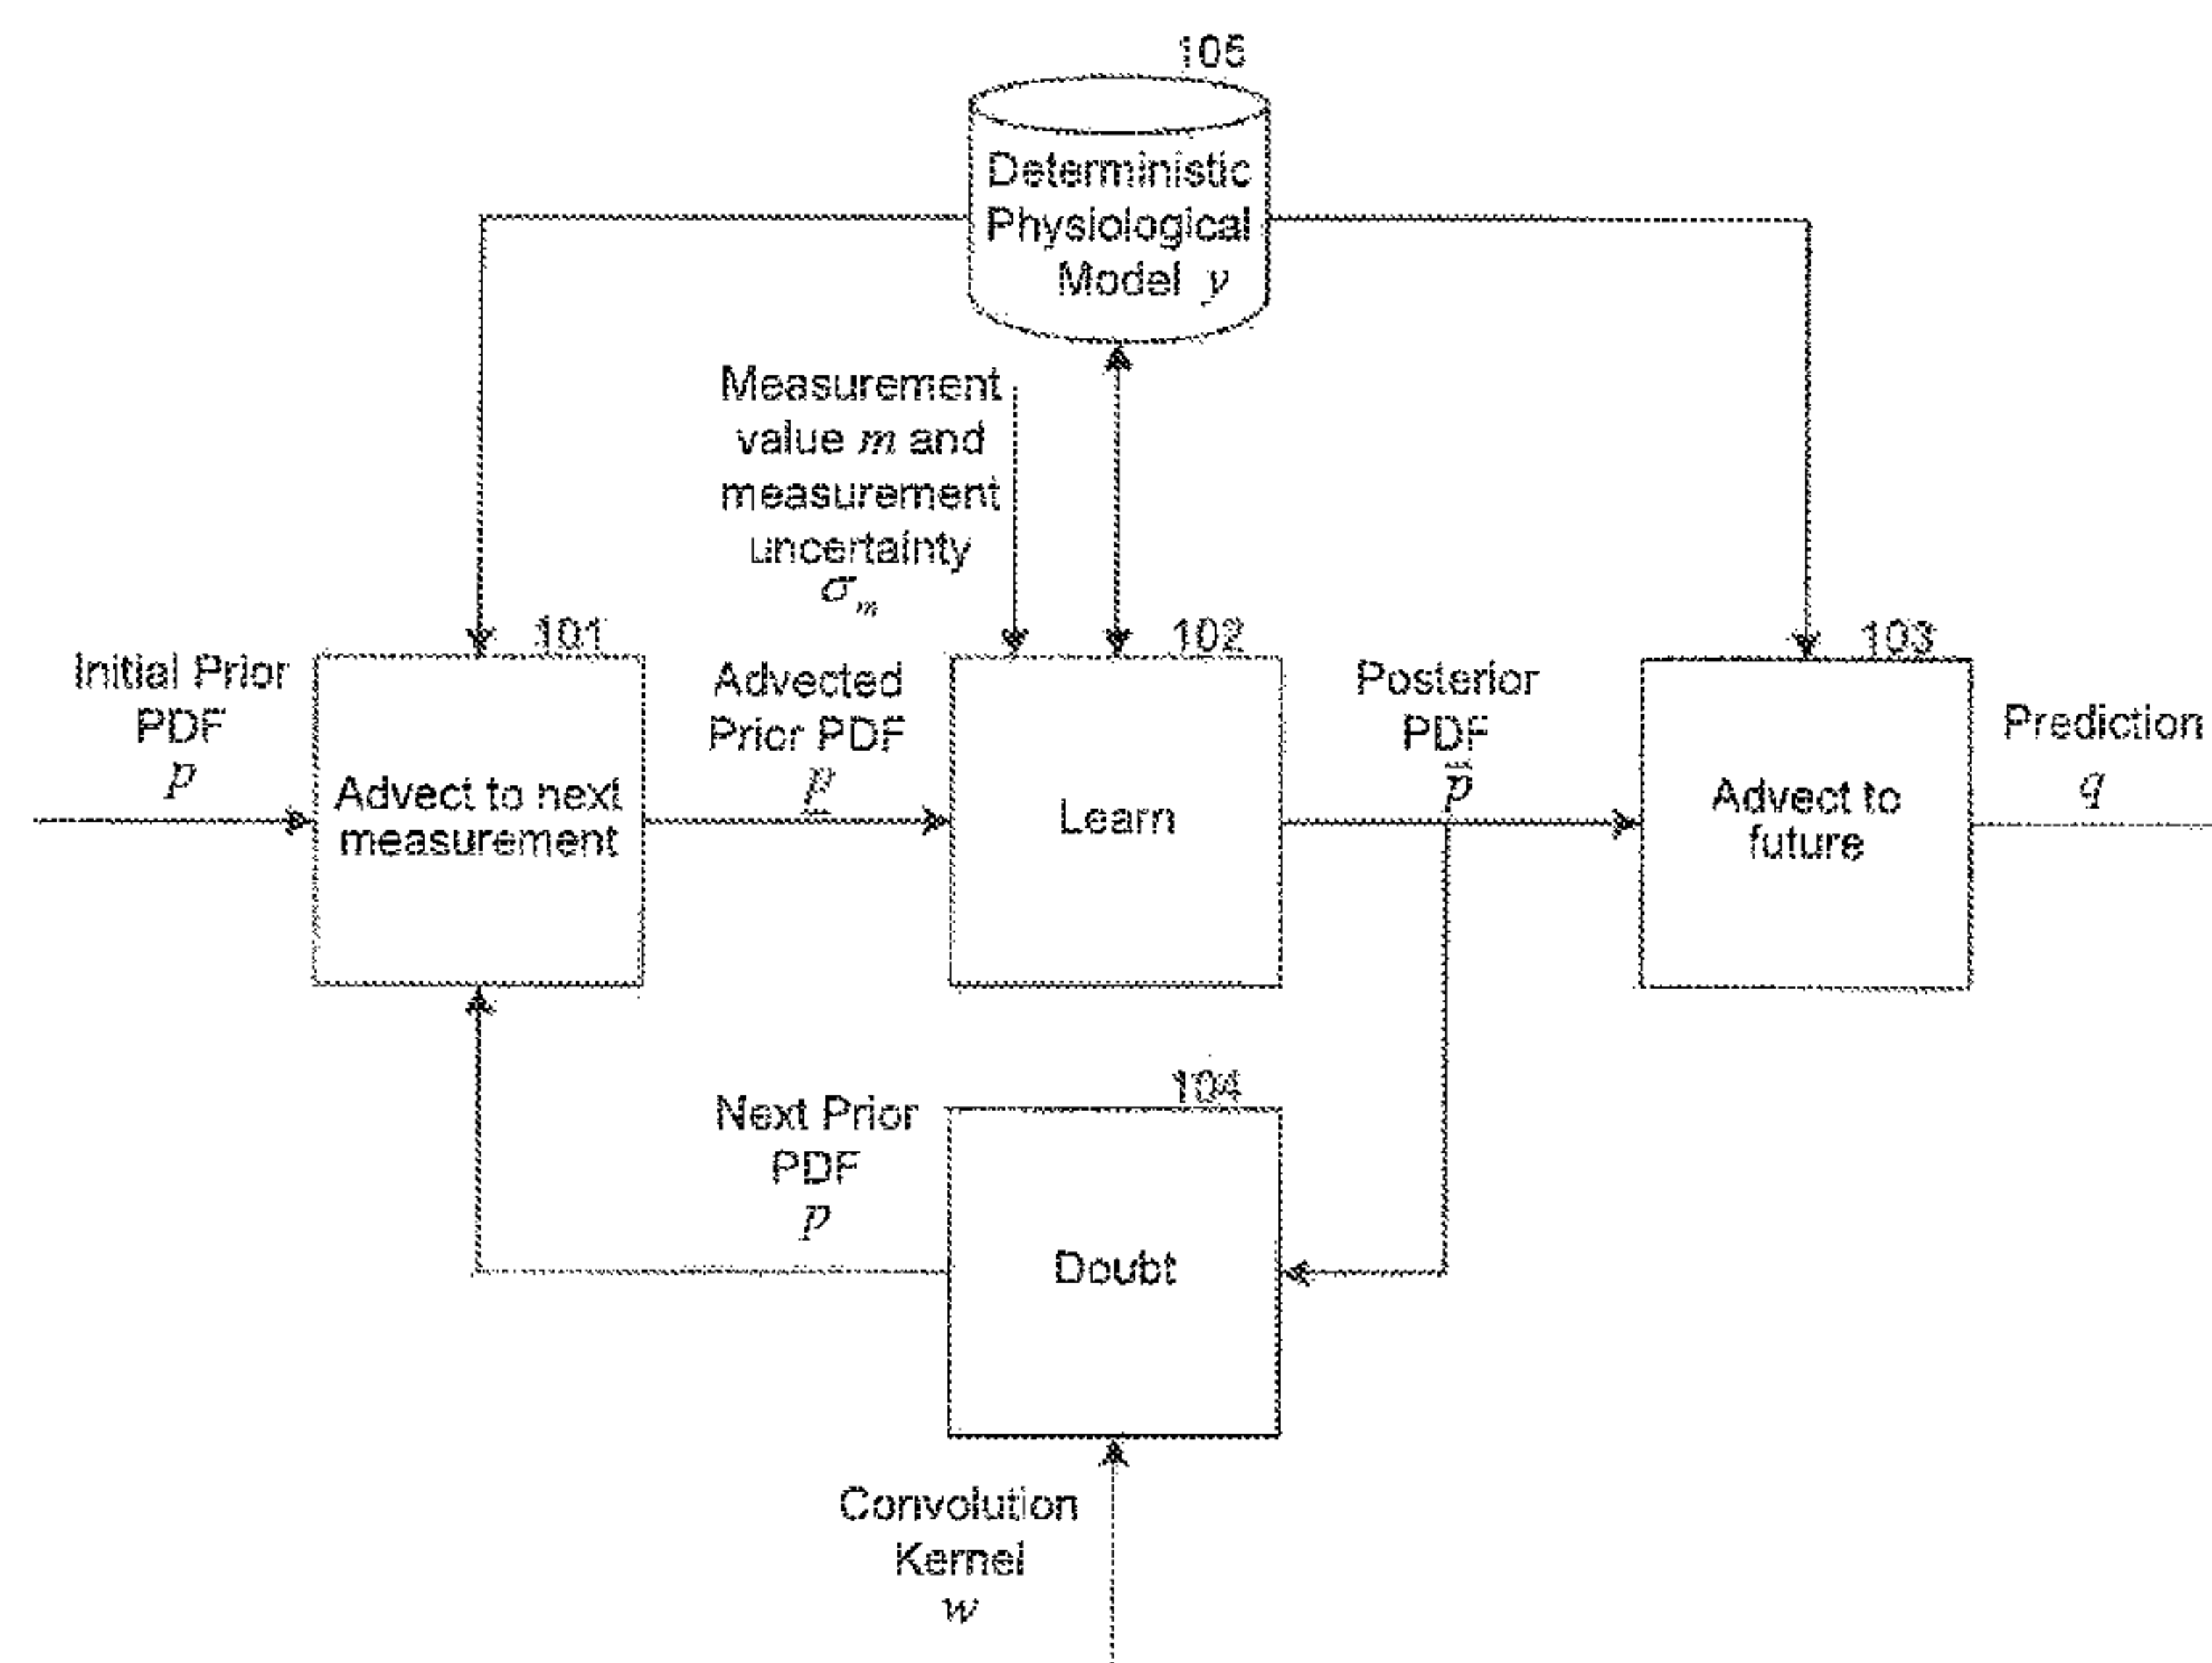 105
Deterministic
Physiological
Model y
Measurement
value m and
measurement
uncertainty
σm
101
102
103
Initial Prior
PDF
p
Advect to next
measurement
Advected
Prior PDF
p
Learn
Posterior
PDF
p̄
Advect to
future
Prediction
q
104
Next Prior
PDF
p
Doubt
Convolution
Kernel
w